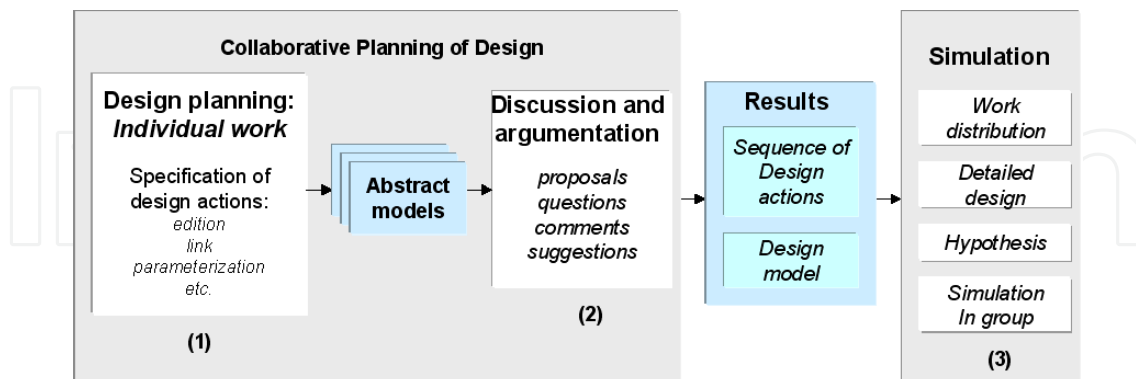 Collaborative Planning of Design
Design planning:
Individual work
Specification of
design actions:
edition
link
parameterization
etc.
(1)
Abstract
models
Discussion and
argumentation
proposals
questions
comments
suggestions
(2)
Results
Sequence of
Design
actions
Design
model
Simulation
Work
distribution
Detailed
design
Hypothesis
Simulation
In group
(3)